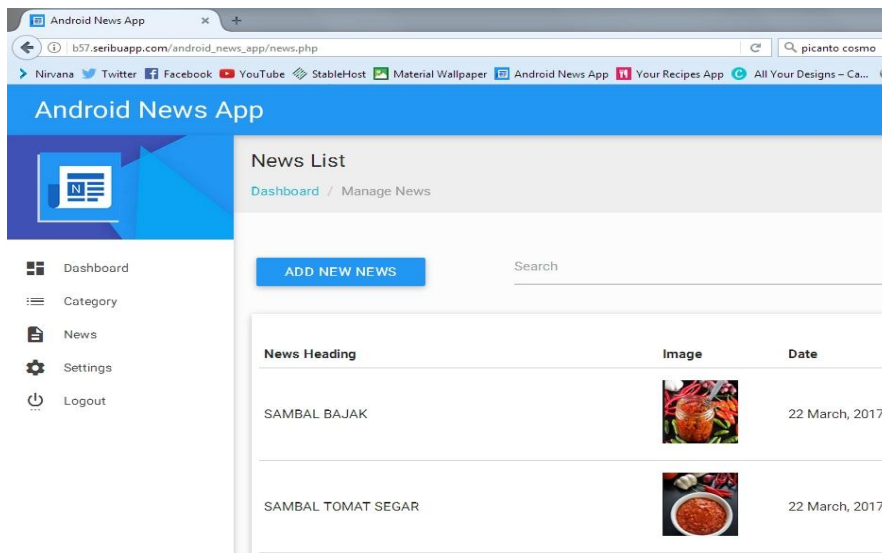 Android News App
b57.seribuapp.com/android_news_app/news.php
picanto cosmo
Nirvana Twitter Facebook YouTube StableHost Material Wallpaper Android News App Your Recipes App All Your Designs – Ca...
Android News App
N
News List
Dashboard / Manage News
Dashboard
Category
News
Settings
Logout
ADD NEW NEWS
Search
News Heading Image Date
SAMBAL BAJAK 22 March, 2017
SAMBAL TOMAT SEGAR 22 March, 2017